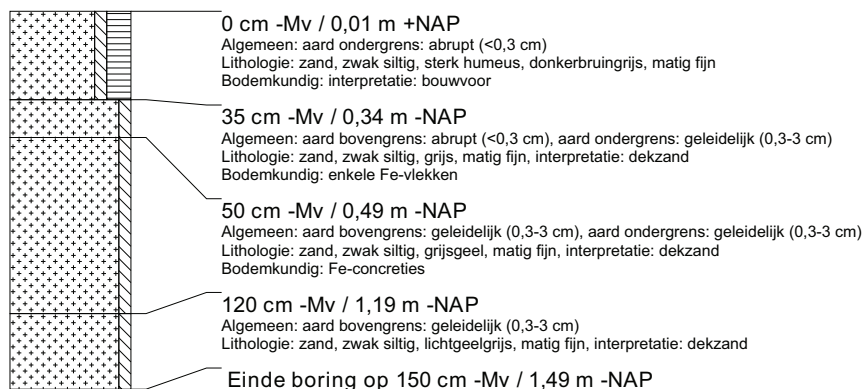 0 cm -Mv / 0,01 m +NAP
Algemeen: aard ondergrens: abrupt (<0,3 cm)
Lithologie: zand, zwak siltig, sterk humeus, donkerbruingrijs, matig fijn
Bodemkundig: interpretatie: bouwvoor
35 cm -Mv / 0,34 m -NAP
Algemeen: aard bovengrens: abrupt (<0,3 cm), aard ondergrens: geleidelijk (0,3-3 cm)
Lithologie: zand, zwak siltig, grijs, matig fijn, interpretatie: dekzand
Bodemkundig: enkele Fe-vlekken
50 cm -Mv / 0,49 m -NAP
Algemeen: aard bovengrens: geleidelijk (0,3-3 cm), aard ondergrens: geleidelijk (0,3-3 cm)
Lithologie: zand, zwak siltig, grijsgeel, matig fijn, interpretatie: dekzand
Bodemkundig: Fe-concreties
120 cm -Mv / 1,19 m -NAP
Algemeen: aard bovengrens: geleidelijk (0,3-3 cm)
Lithologie: zand, zwak siltig, lichtgeelgrijs, matig fijn, interpretatie: dekzand
Einde boring op 150 cm -Mv / 1,49 m -NAP